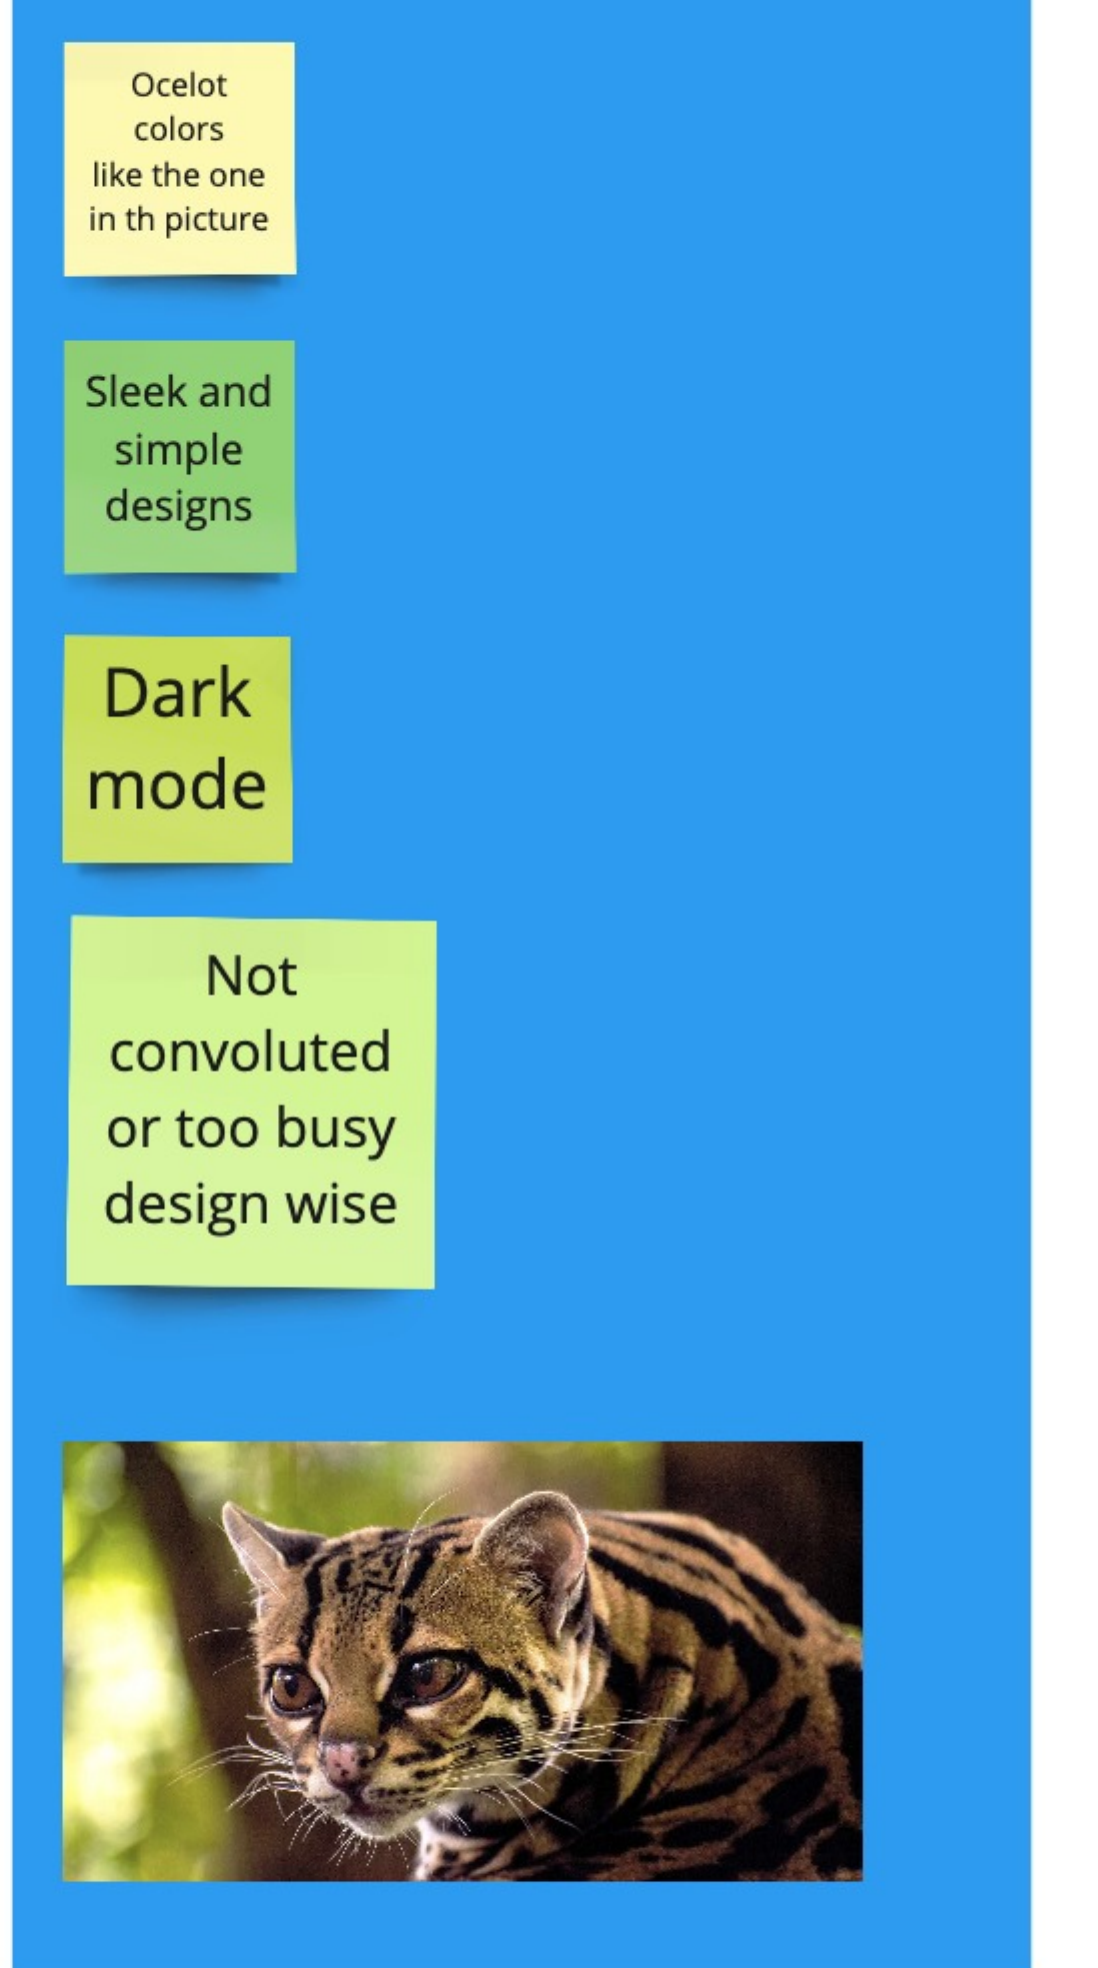 Ocelot
colors
like the one
in th picture
Sleek and
simple
designs
Dark
mode
Not
convoluted
or too busy
design wise